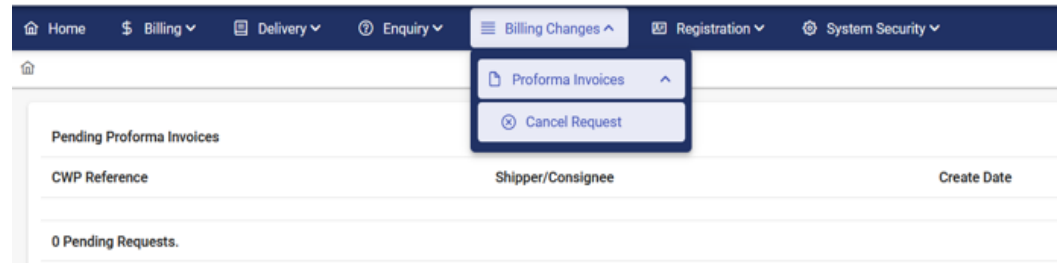 Home $ Billing Delivery Enquiry Billing Changes Registration System Security
Proforma Invoices
Cancel Request
Pending Proforma Invoices
CWP Reference Shipper/Consignee Create Date
0 Pending Requests.